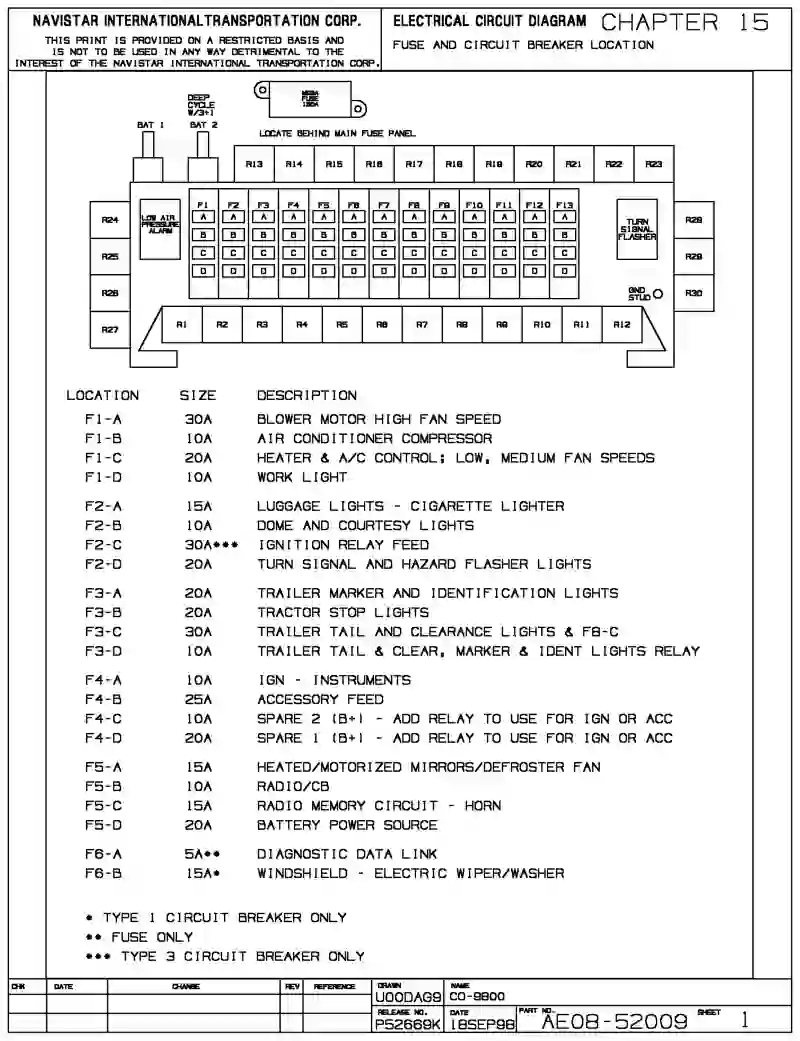 NAVISTAR INTERNATIONAL TRANSPORTATION CORP.
THIS PRINT IS PROVIDED ON A RESTRICTED BASIS AND
IS NOT TO BE USED IN ANY WAY DETRIMENTAL TO THE
INTEREST OF THE NAVISTAR INTERNATIONAL TRANSPORTATION CORP.
ELECTRICAL CIRCUIT DIAGRAM CHAPTER 15
FUSE AND CIRCUIT BREAKER LOCATION
DEEP
CYCLE
W/3+1
MEGA
FUSE
BAT 1 BAT 2
LOCATE BEHIND MAIN FUSE PANEL
R13 R14 R15 R16 R17 R18 R19 R20 R21 R22 R23
R24 R25 R26 R27
LOW AIR
PRESSURE
ALARM
F1 F2 F3 F4 F5 F6 F7 F8 F9 F10 F11 F12 F13
A A A A A A A A A A A A A
B B B B B B B B B B B B B
C C C C C C C C C C C C C
D D D D D D D D D D D D D
TURN
SIGNAL
FLASHER
GND
STUD
R28 R29 R30
R1 R2 R3 R4 R5 R6 R7 R8 R9 R10 R11 R12
LOCATION SIZE DESCRIPTION
F1-A 30A BLOWER MOTOR HIGH FAN SPEED
F1-B 10A AIR CONDITIONER COMPRESSOR
F1-C 20A HEATER & A/C CONTROL; LOW, MEDIUM FAN SPEEDS
F1-D 10A WORK LIGHT
F2-A 15A LUGGAGE LIGHTS - CIGARETTE LIGHTER
F2-B 10A DOME AND COURTESY LIGHTS
F2-C 30A*** IGNITION RELAY FEED
F2-D 20A TURN SIGNAL AND HAZARD FLASHER LIGHTS
F3-A 20A TRAILER MARKER AND IDENTIFICATION LIGHTS
F3-B 20A TRACTOR STOP LIGHTS
F3-C 30A TRAILER TAIL AND CLEARANCE LIGHTS & F8-C
F3-D 10A TRAILER TAIL & CLEAR, MARKER & IDENT LIGHTS RELAY
F4-A 10A IGN - INSTRUMENTS
F4-B 25A ACCESSORY FEED
F4-C 10A SPARE 2 (B+) - ADD RELAY TO USE FOR IGN OR ACC
F4-D 20A SPARE 1 (B+) - ADD RELAY TO USE FOR IGN OR ACC
F5-A 15A HEATED/MOTORIZED MIRRORS/DEFROSTER FAN
F5-B 10A RADIO/CB
F5-C 15A RADIO MEMORY CIRCUIT - HORN
F5-D 20A BATTERY POWER SOURCE
F6-A 5A** DIAGNOSTIC DATA LINK
F6-B 15A* WINDSHIELD - ELECTRIC WIPER/WASHER
* TYPE 1 CIRCUIT BREAKER ONLY
** FUSE ONLY
*** TYPE 3 CIRCUIT BREAKER ONLY
CHK DATE CHANGE REV REFERENCE
DRAWN U00DAG9
NAME CO-9800
RELEASE NO. P52669K
DATE 18SEP98
PART NO. AE08-52009
SHEET 1